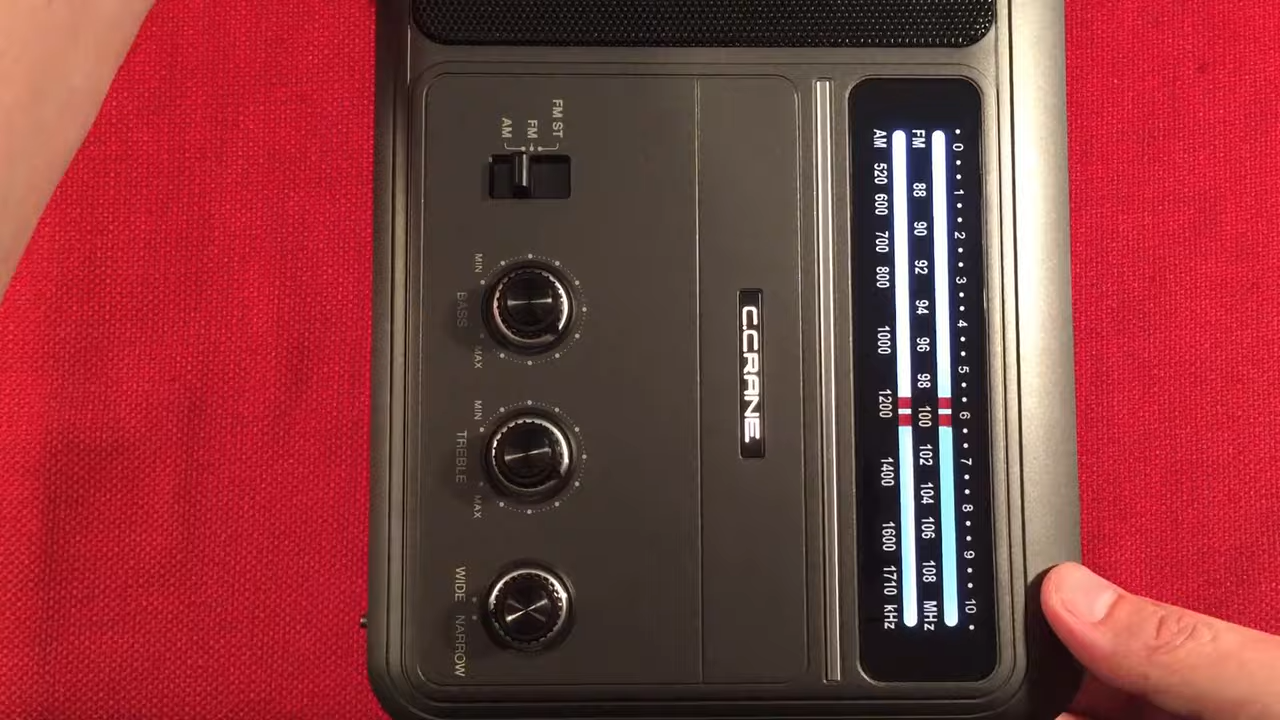 0 1 2 3 4 5 6 7 8 9 10
FM 88 90 92 94 96 98 100 102 104 106 108 MHz
AM 520 600 700 800 1000 1200 1400 1600 1710 kHz
C.CRANE
FM ST
FM
AM
MIN BASS MAX
MIN TREBLE MAX
WIDE NARROW